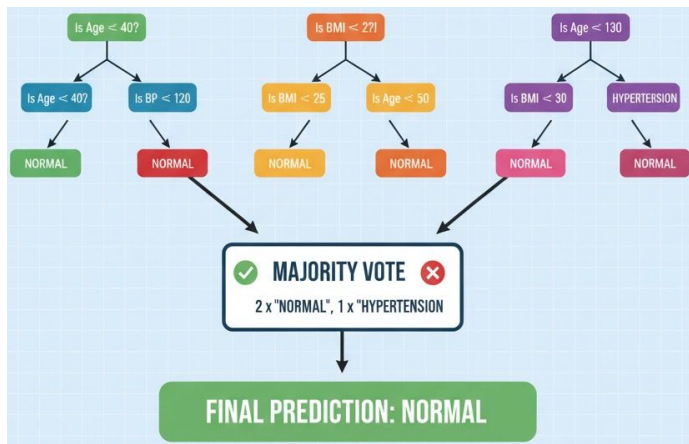 Is Age < 40?
Is BMI < 2?I
Is Age < 130
Is Age < 40?
Is BP < 120
Is BMI < 25
Is Age < 50
Is BMI < 30
HYPERTERSION
NORMAL
NORMAL
NORMAL
NORMAL
NORMAL
NORMAL
MAJORITY VOTE
2 x "NORMAL", 1 x "HYPERTENSION
FINAL PREDICTION: NORMAL